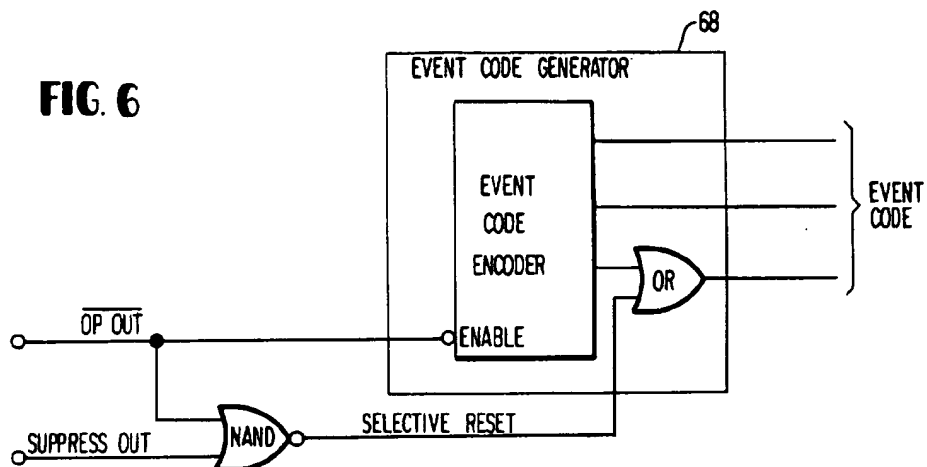 68
EVENT CODE GENERATOR
FIG. 6
EVENT
CODE
ENCODER
EVENT
CODE
OR
OP OUT
ENABLE
NAND
SELECTIVE RESET
SUPPRESS OUT